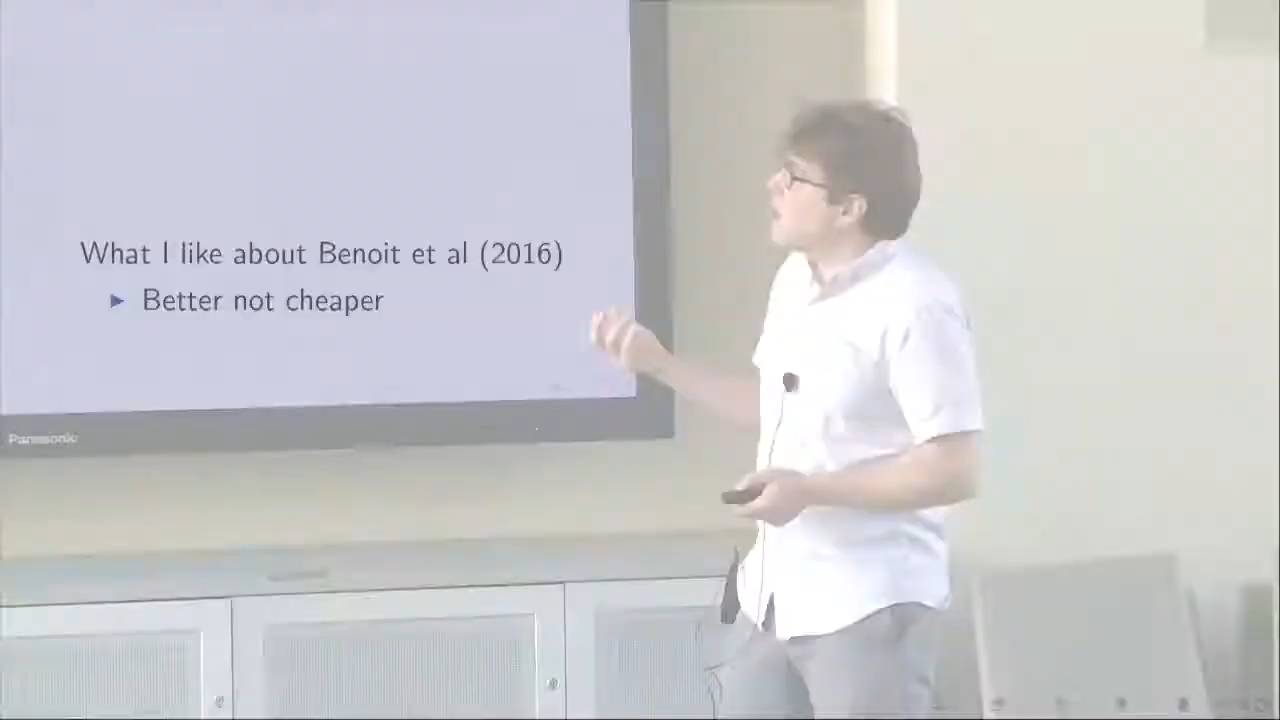 What I like about Benoit et al (2016)
▶ Better not cheaper
Panasonic